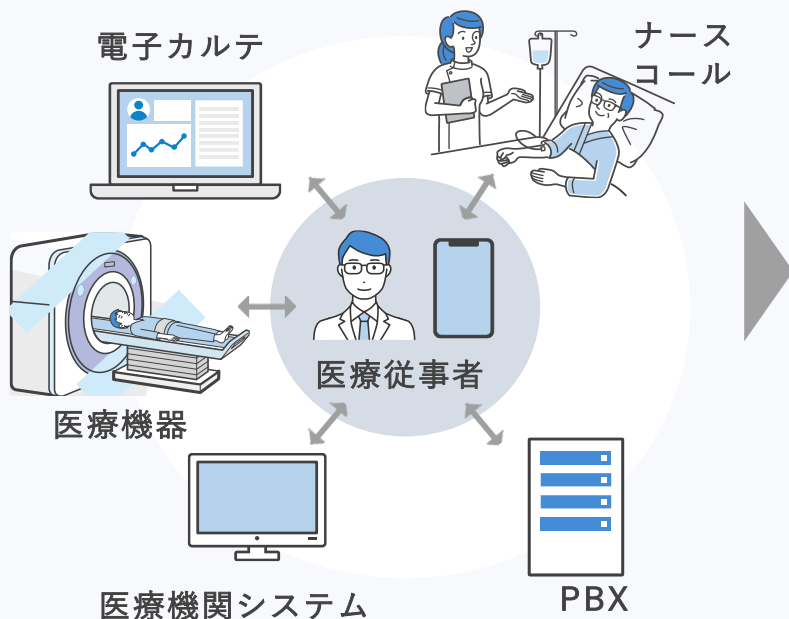 電子カルテ
ナース
コール
医療従事者
医療機器
医療機関システム
PBX